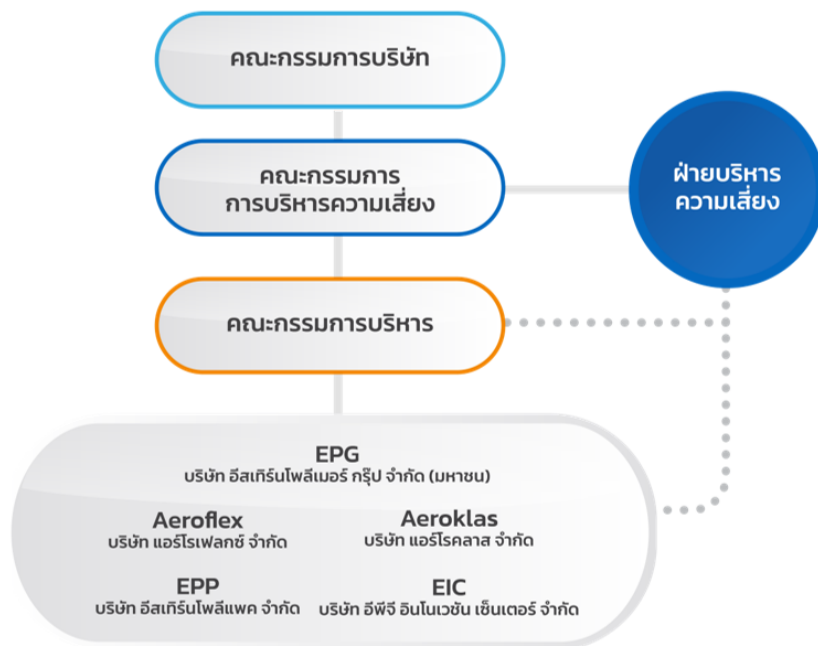 คณะกรรมการบริษัท
คณะกรรมการ
การบริหารความเสี่ยง
ฝ่ายบริหาร
ความเสี่ยง
คณะกรรมการบริหาร
EPG
บริษัท อีสเทิร์นโพลีเมอร์ กรุ๊ป จำกัด (มหาชน)
Aeroflex
บริษัท แอร์โรเฟลกซ์ จำกัด
Aeroklas
บริษัท แอร์โรคลาส จำกัด
EPP
บริษัท อีสเทิร์นโพลีแพค จำกัด
EIC
บริษัท อีพีจี อินโนเวชัน เซ็นเตอร์ จำกัด